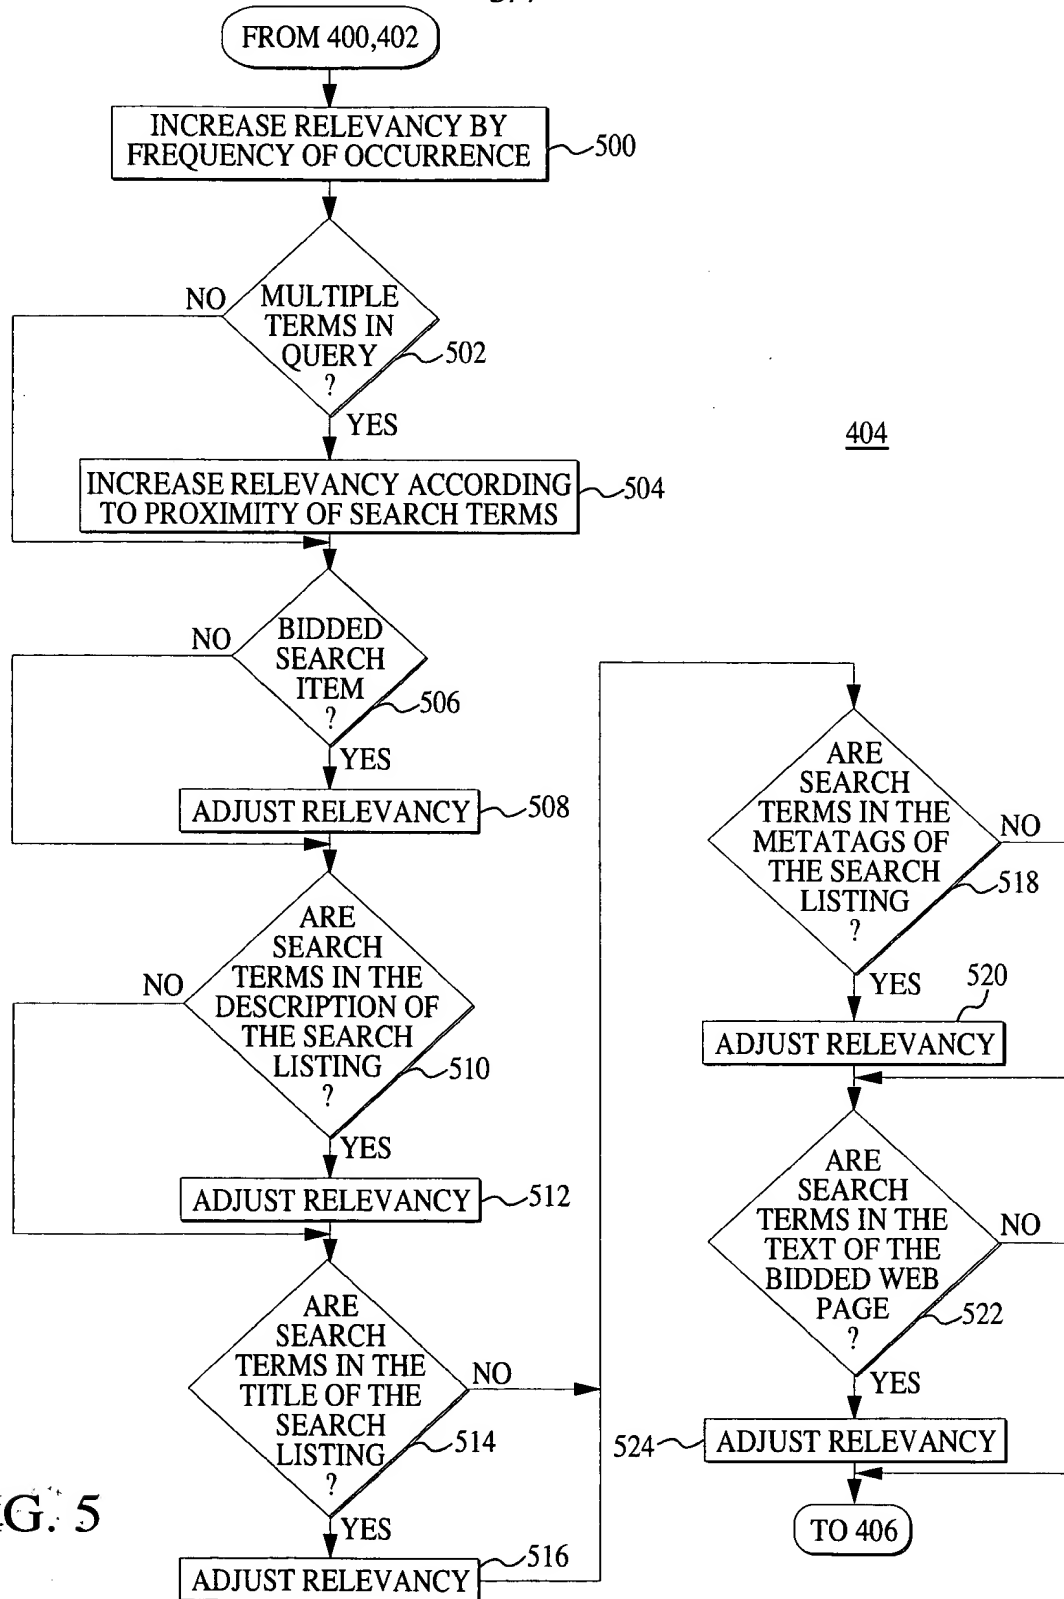 FROM 400,402
INCREASE RELEVANCY BY
FREQUENCY OF OCCURRENCE
500
NO
MULTIPLE
TERMS IN
QUERY
?
502
YES
404
INCREASE RELEVANCY ACCORDING
TO PROXIMITY OF SEARCH TERMS
504
NO
BIDDED
SEARCH
ITEM
?
506
YES
ADJUST RELEVANCY
508
NO
ARE
SEARCH
TERMS IN THE
DESCRIPTION OF
THE SEARCH
LISTING
?
510
YES
ADJUST RELEVANCY
512
ARE
SEARCH
TERMS IN THE
TITLE OF THE
SEARCH
LISTING
?
NO
514
YES
ADJUST RELEVANCY
516
ARE
SEARCH
TERMS IN THE
METATAGS OF
THE SEARCH
LISTING
?
NO
518
YES
520
ADJUST RELEVANCY
ARE
SEARCH
TERMS IN THE
TEXT OF THE
BIDDED WEB
PAGE
?
NO
522
YES
524
ADJUST RELEVANCY
TO 406
G. 5